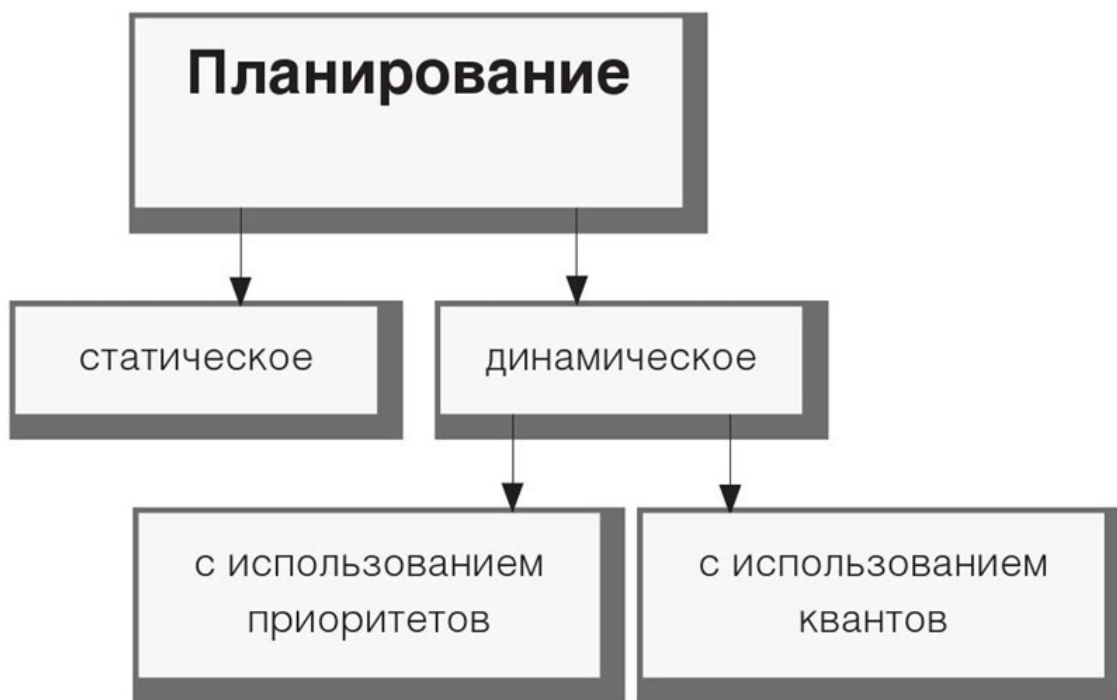 Планирование
статическое
динамическое
с использованием
приоритетов
с использованием
квантов